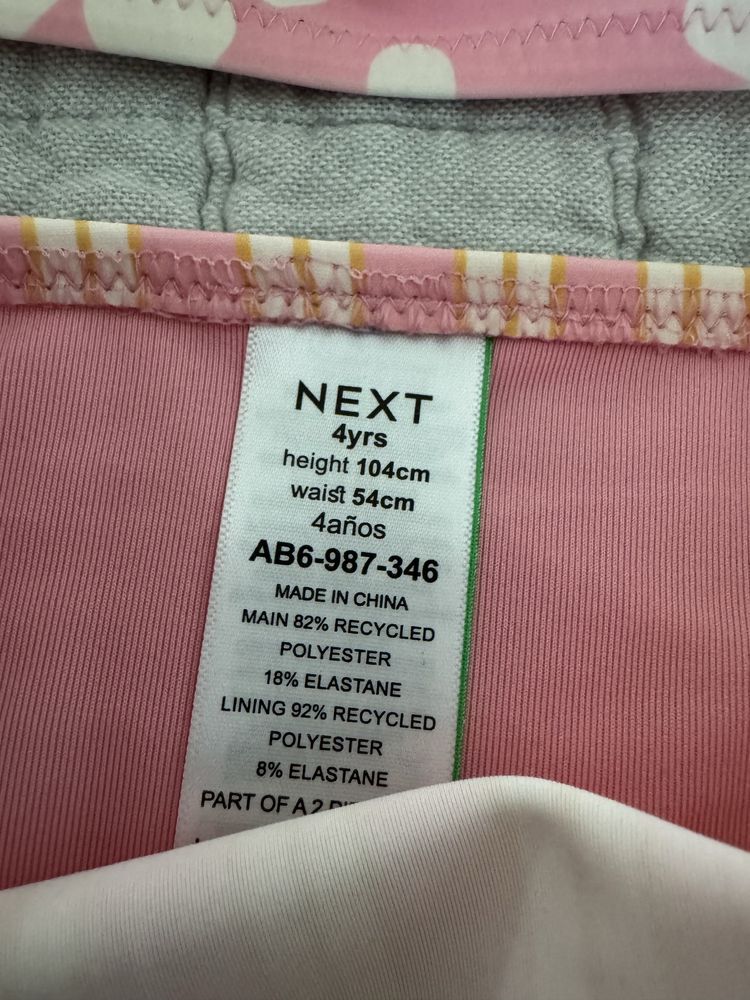 NEXT
4yrs
height 104cm
waist 54cm
4años
AB6-987-346
MADE IN CHINA
MAIN 82% RECYCLED
POLYESTER
18% ELASTANE
LINING 92% RECYCLED
POLYESTER
8% ELASTANE
PART OF A 2